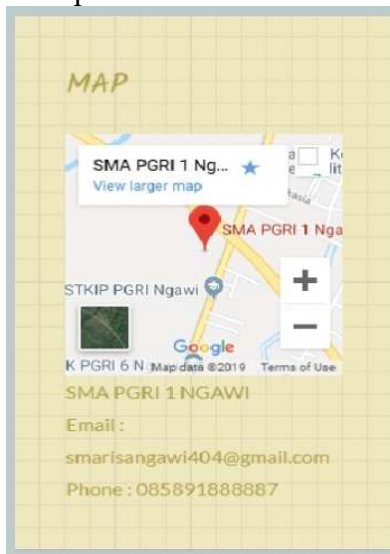 MAP
SMA PGRI 1 Ng...
View larger map
SMA PGRI 1 Nga
STKIP PGRI Ngawi
+
−
Google
K PGRI 6 N
Map data ©2019 Terms of Use
SMA PGRI 1 NGAWI
Email :
smarisangawi404@gmail.com
Phone : 085891888887